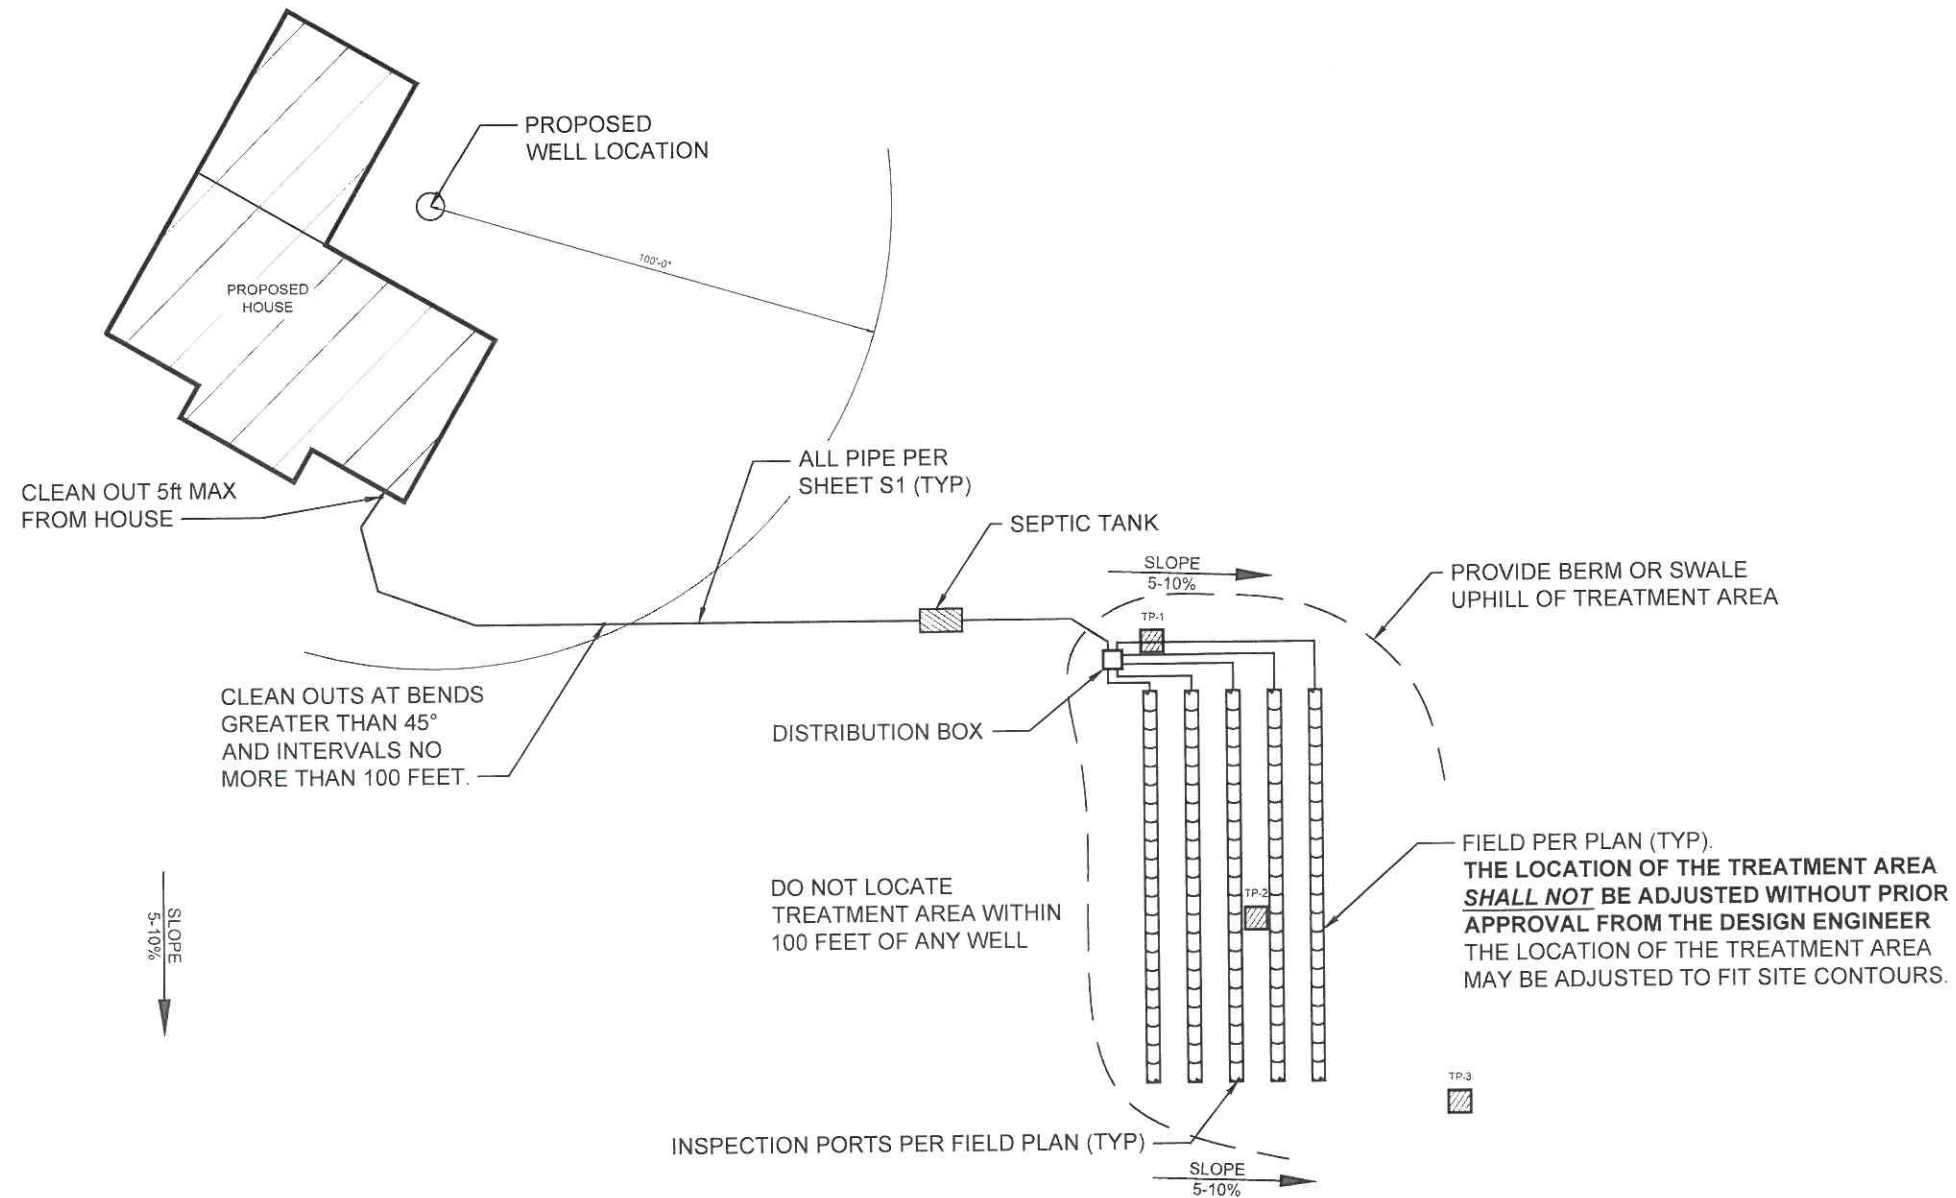 PROPOSED
WELL LOCATION
100'-0"
PROPOSED
HOUSE
ALL PIPE PER
SHEET S1 (TYP)
CLEAN OUT 5ft MAX
FROM HOUSE
SEPTIC TANK
SLOPE
5-10%
PROVIDE BERM OR SWALE
UPHILL OF TREATMENT AREA
TP-1
CLEAN OUTS AT BENDS
GREATER THAN 45°
AND INTERVALS NO
MORE THAN 100 FEET.
DISTRIBUTION BOX
FIELD PER PLAN (TYP).
THE LOCATION OF THE TREATMENT AREA
SHALL NOT BE ADJUSTED WITHOUT PRIOR
APPROVAL FROM THE DESIGN ENGINEER
THE LOCATION OF THE TREATMENT AREA
MAY BE ADJUSTED TO FIT SITE CONTOURS.
DO NOT LOCATE
TREATMENT AREA WITHIN
100 FEET OF ANY WELL
TP-2
SLOPE
5-10%
TP-3
INSPECTION PORTS PER FIELD PLAN (TYP)
SLOPE
5-10%